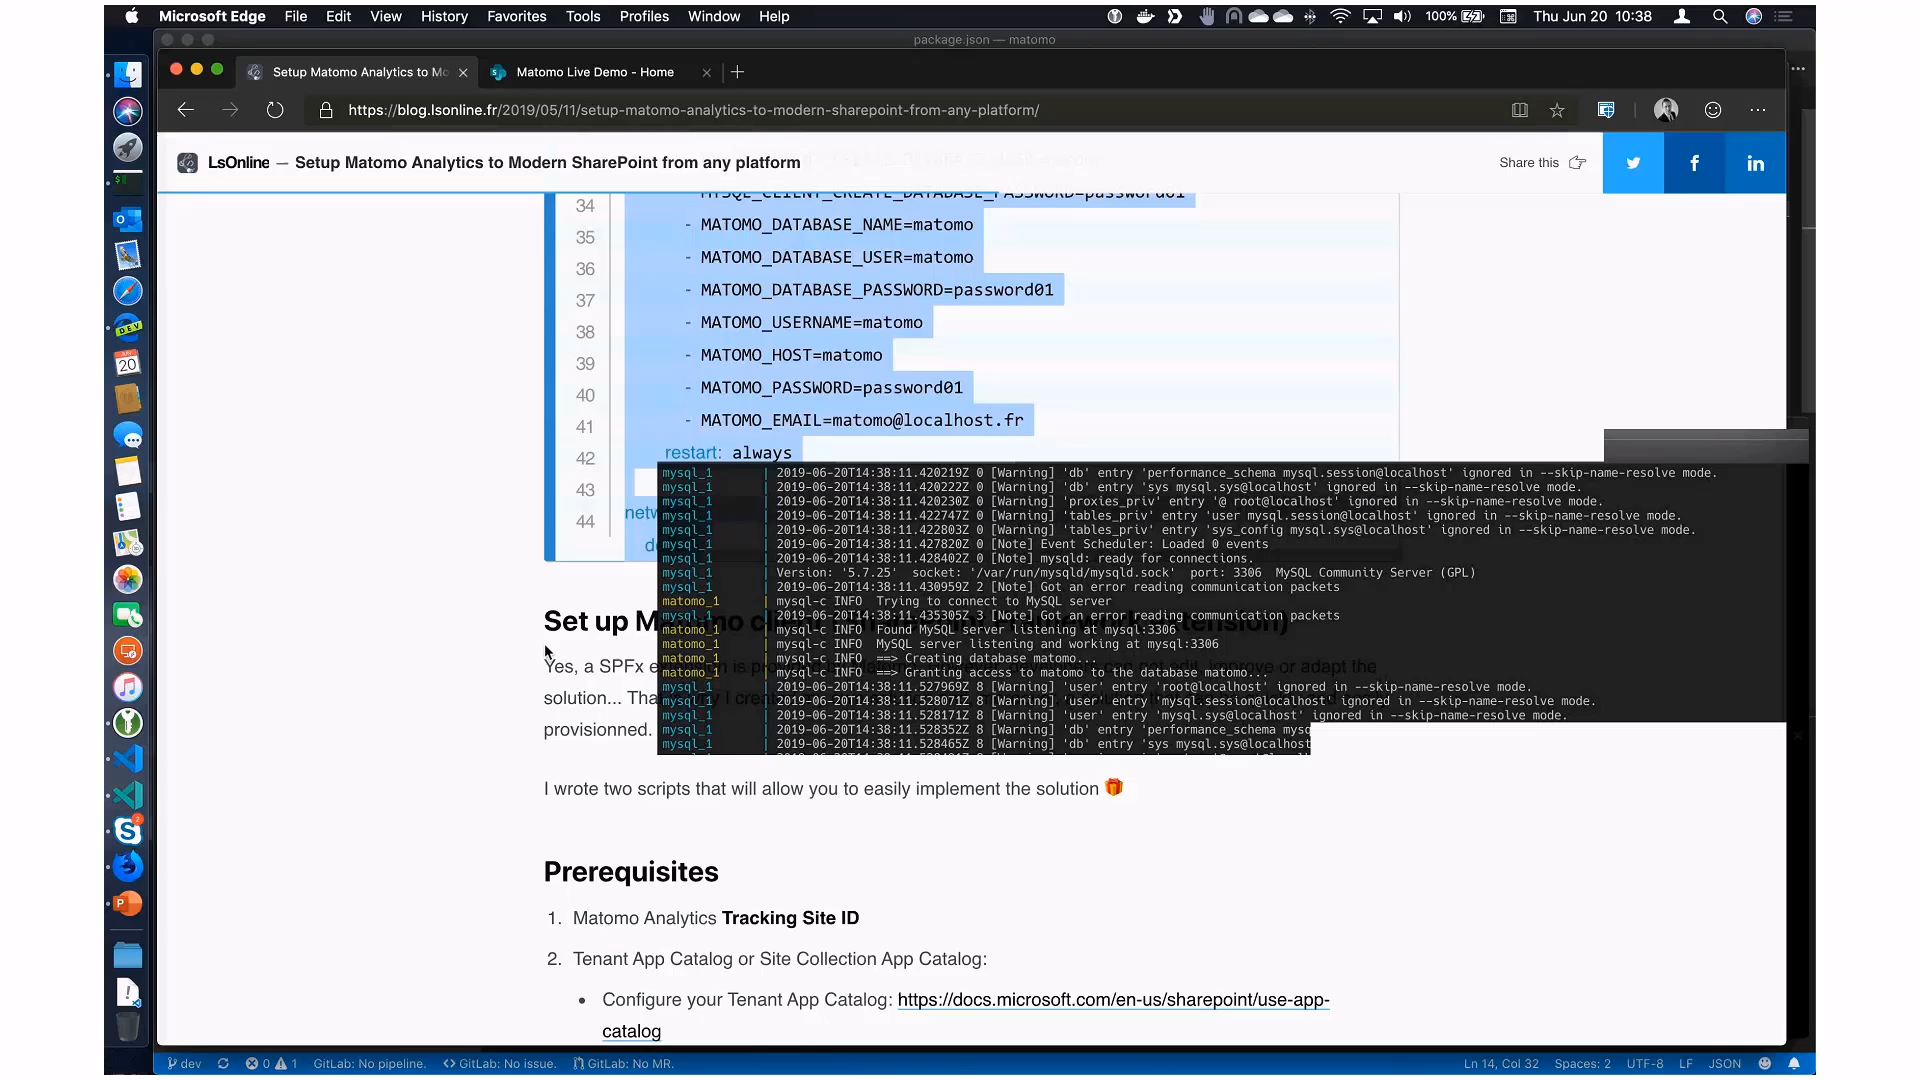 Microsoft Edge File Edit View History Favorites Tools Profiles Window Help 100% Thu Jun 20 10:38
package.json — matomo
Setup Matomo Analytics to Mo Matomo Live Demo - Home
https://blog.lsonline.fr/2019/05/11/setup-matomo-analytics-to-modern-sharepoint-from-any-platform/
LsOnline — Setup Matomo Analytics to Modern SharePoint from any platform Share this
34 MYSQL_CLIENT_CREATE_DATABASE_PASSWORD=password01
35 - MATOMO_DATABASE_NAME=matomo
36 - MATOMO_DATABASE_USER=matomo
37 - MATOMO_DATABASE_PASSWORD=password01
38 - MATOMO_USERNAME=matomo
39 - MATOMO_HOST=matomo
40 - MATOMO_PASSWORD=password01
41 - MATOMO_EMAIL=matomo@localhost.fr
42 restart: always
43
44 netw
de
mysql_1 | 2019-06-20T14:38:11.420219Z 0 [Warning] 'db' entry 'performance_schema mysql.session@localhost' ignored in --skip-name-resolve mode.
mysql_1 | 2019-06-20T14:38:11.420222Z 0 [Warning] 'db' entry 'sys mysql.sys@localhost' ignored in --skip-name-resolve mode.
mysql_1 | 2019-06-20T14:38:11.420230Z 0 [Warning] 'proxies_priv' entry '@ root@localhost' ignored in --skip-name-resolve mode.
mysql_1 | 2019-06-20T14:38:11.422747Z 0 [Warning] 'tables_priv' entry 'user mysql.session@localhost' ignored in --skip-name-resolve mode.
mysql_1 | 2019-06-20T14:38:11.422803Z 0 [Warning] 'tables_priv' entry 'sys_config mysql.sys@localhost' ignored in --skip-name-resolve mode.
mysql_1 | 2019-06-20T14:38:11.427820Z 0 [Note] Event Scheduler: Loaded 0 events
mysql_1 | 2019-06-20T14:38:11.428402Z 0 [Note] mysqld: ready for connections.
mysql_1 | Version: '5.7.25' socket: '/var/run/mysqld/mysqld.sock' port: 3306 MySQL Community Server (GPL)
mysql_1 | 2019-06-20T14:38:11.430959Z 2 [Note] Got an error reading communication packets
matomo_1 | mysql-c INFO Trying to connect to MySQL server
mysql_1 | 2019-06-20T14:38:11.435305Z 3 [Note] Got an error reading communication packets
matomo_1 | mysql-c INFO Found MySQL server listening at mysql:3306
matomo_1 | mysql-c INFO MySQL server listening and working at mysql:3306
matomo_1 | mysql-c INFO ==> Creating database matomo...
matomo_1 | mysql-c INFO ==> Granting access to matomo to the database matomo...
mysql_1 | 2019-06-20T14:38:11.527969Z 8 [Warning] 'user' entry 'root@localhost' ignored in --skip-name-resolve mode.
mysql_1 | 2019-06-20T14:38:11.528071Z 8 [Warning] 'user' entry 'mysql.session@localhost' ignored in --skip-name-resolve mode.
mysql_1 | 2019-06-20T14:38:11.528171Z 8 [Warning] 'user' entry 'mysql.sys@localhost' ignored in --skip-name-resolve mode.
mysql_1 | 2019-06-20T14:38:11.528352Z 8 [Warning] 'db' entry 'performance_schema mysq
mysql_1 | 2019-06-20T14:38:11.528465Z 8 [Warning] 'db' entry 'sys mysql.sys@localhost
Set up M
Yes, a SPFx
solution... Tha
provisionned.
I wrote two scripts that will allow you to easily implement the solution 🎁
Prerequisites
1. Matomo Analytics Tracking Site ID
2. Tenant App Catalog or Site Collection App Catalog:
• Configure your Tenant App Catalog: https://docs.microsoft.com/en-us/sharepoint/use-app-
catalog
dev 0 1 GitLab: No pipeline. GitLab: No issue. GitLab: No MR. Ln 14, Col 32 Spaces: 2 UTF-8 LF JSON